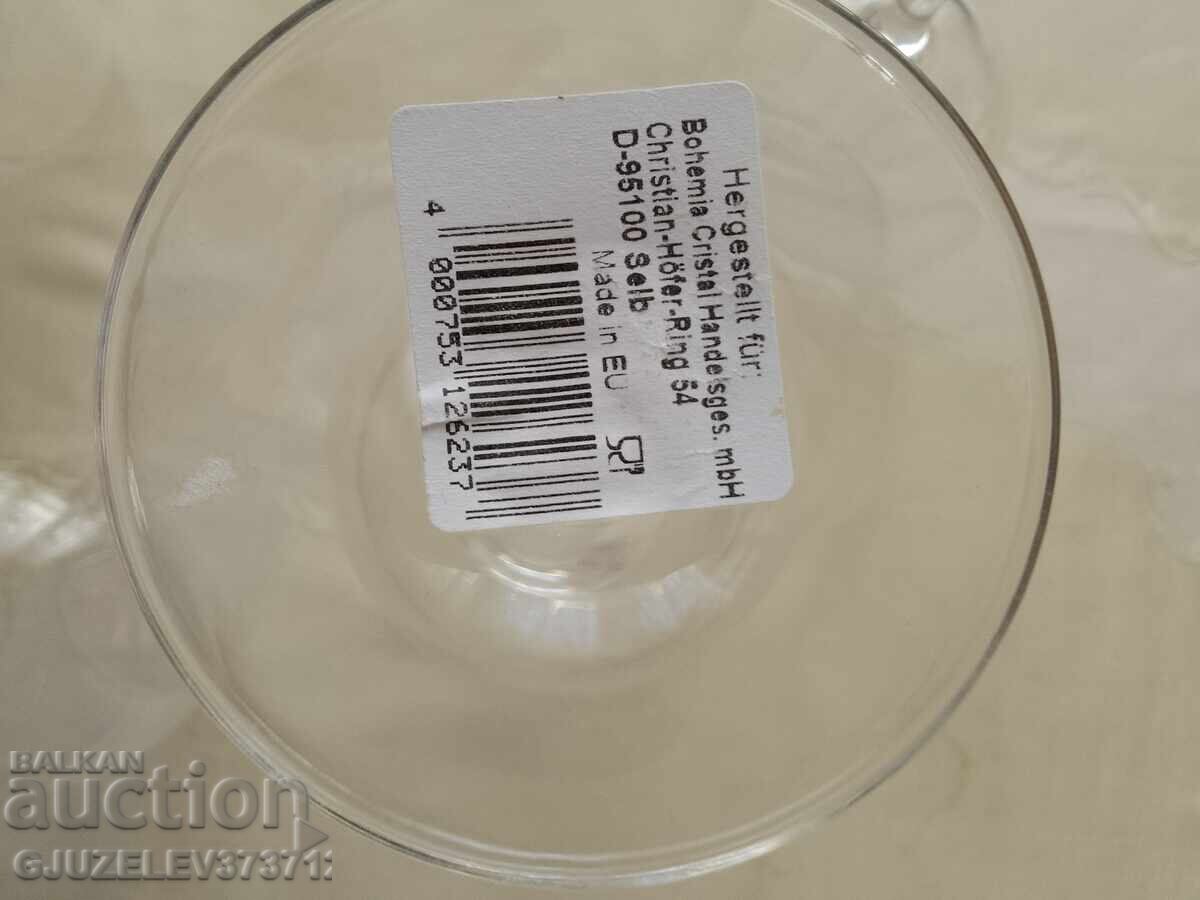 Hergestellt für:
Bohemia Cristal Handelsges. mbH
Christian-Höfer-Ring 54
D-95100 Selb
Made in EU
4 000753 126237
BALKAN
auction
GJUZELEV373712